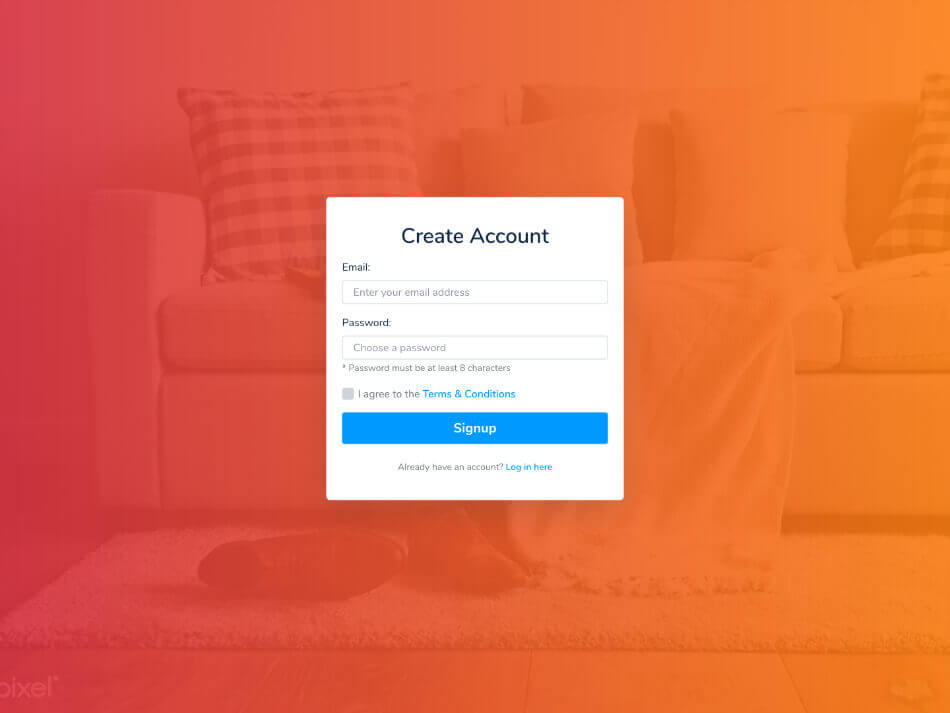 Create Account
Email:
Enter your email address
Password:
Choose a password
* Password must be at least 8 characters
I agree to the Terms & Conditions
Signup
Already have an account? Log in here
pixel